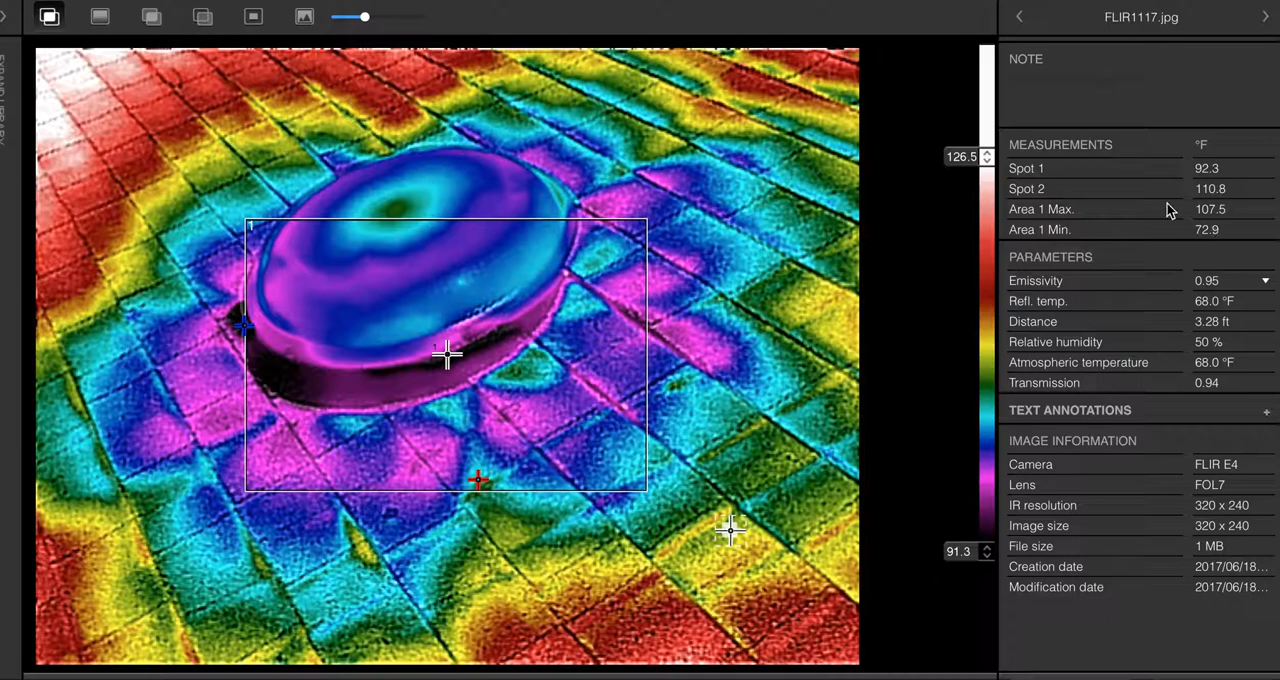 FLIR1117.jpg
EXPAND LIBRARY
NOTE
1
126.5
MEASUREMENTS °F
Spot 1 92.3
Spot 2 110.8
Area 1 Max. 107.5
Area 1 Min. 72.9
PARAMETERS
Emissivity 0.95
Refl. temp. 68.0 °F
Distance 3.28 ft
Relative humidity 50 %
1
Atmospheric temperature 68.0 °F
Transmission 0.94
TEXT ANNOTATIONS +
IMAGE INFORMATION
Camera FLIR E4
Lens FOL7
IR resolution 320 x 240
Image size 320 x 240
91.3
File size 1 MB
Creation date 2017/06/18...
Modification date 2017/06/18...